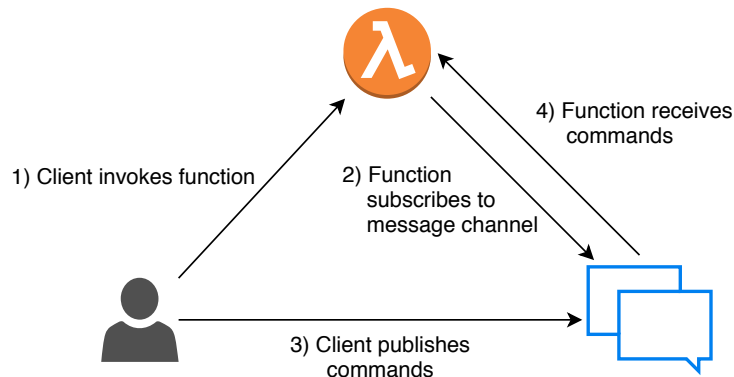 1) Client invokes function
2) Function
subscribes to
message channel
3) Client publishes
commands
4) Function receives
commands